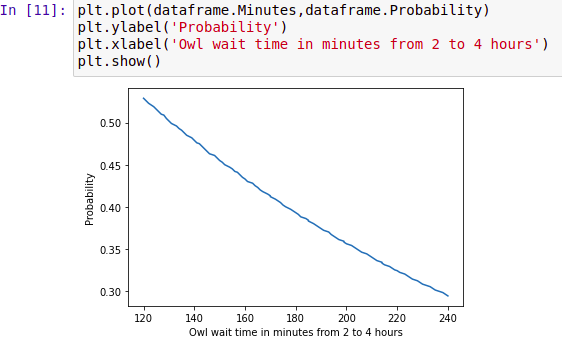 In [11]: plt.plot(dataframe.Minutes,dataframe.Probability)
plt.ylabel('Probability')
plt.xlabel('Owl wait time in minutes from 2 to 4 hours')
plt.show()
0.50
0.45
0.40
0.35
0.30
Probability
120 140 160 180 200 220 240
Owl wait time in minutes from 2 to 4 hours